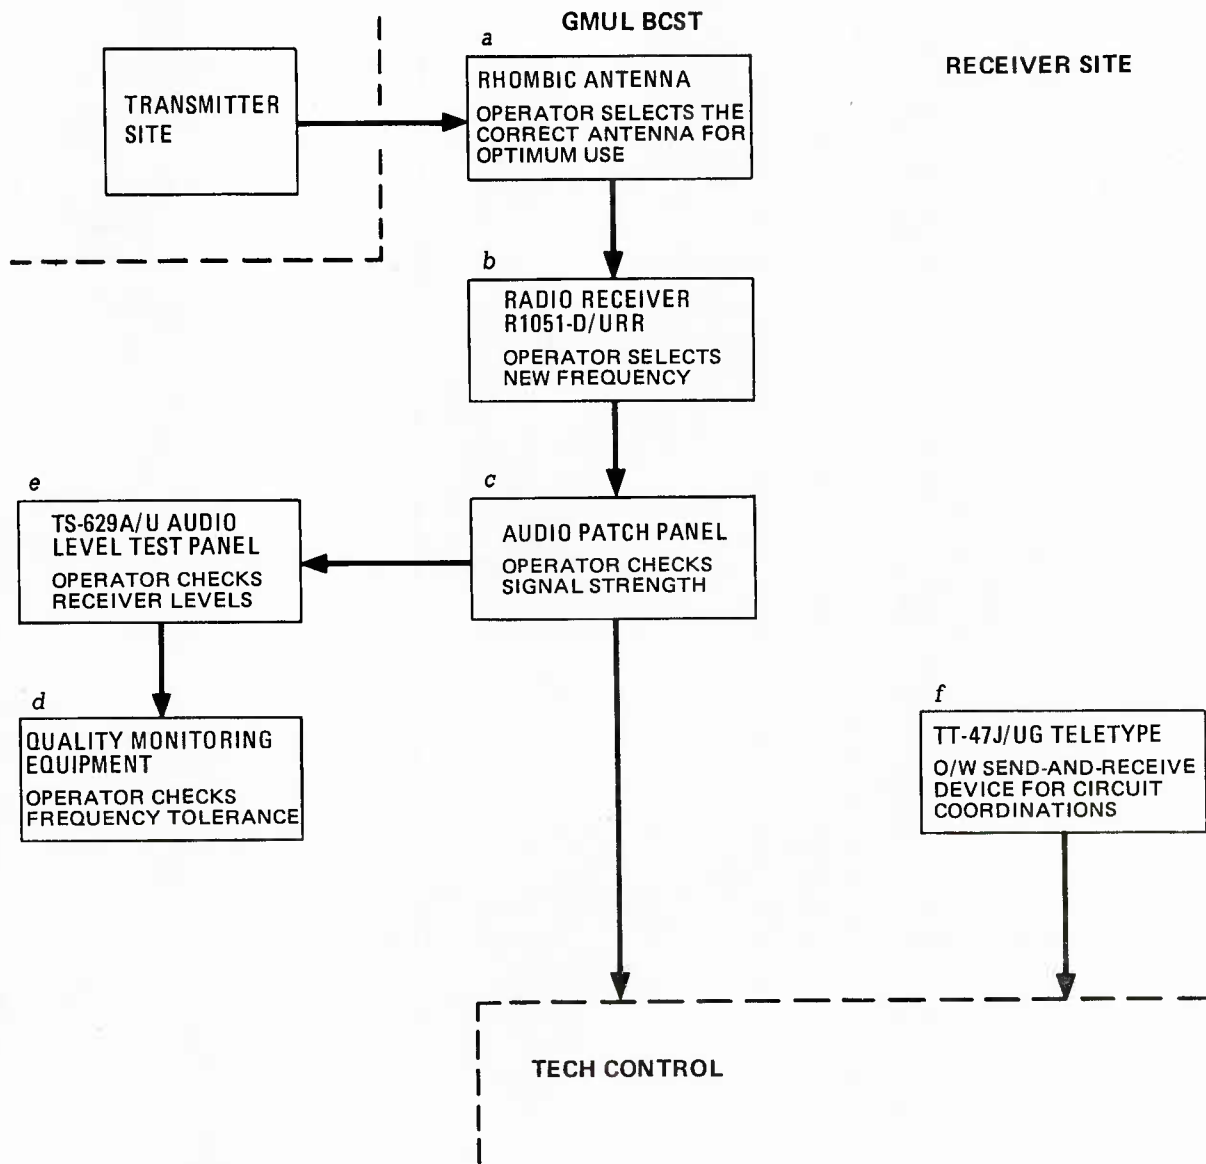 GMUL BCST
RECEIVER SITE
TRANSMITTER
SITE
a
RHOMBIC ANTENNA
OPERATOR SELECTS THE
CORRECT ANTENNA FOR
OPTIMUM USE
b
RADIO RECEIVER
R1051-D/URR
OPERATOR SELECTS
NEW FREQUENCY
c
AUDIO PATCH PANEL
OPERATOR CHECKS
SIGNAL STRENGTH
e
TS-629A/U AUDIO
LEVEL TEST PANEL
OPERATOR CHECKS
RECEIVER LEVELS
d
QUALITY MONITORING
EQUIPMENT
OPERATOR CHECKS
FREQUENCY TOLERANCE
f
TT-47J/UG TELETYPE
O/W SEND-AND-RECEIVE
DEVICE FOR CIRCUIT
COORDINATIONS
TECH CONTROL